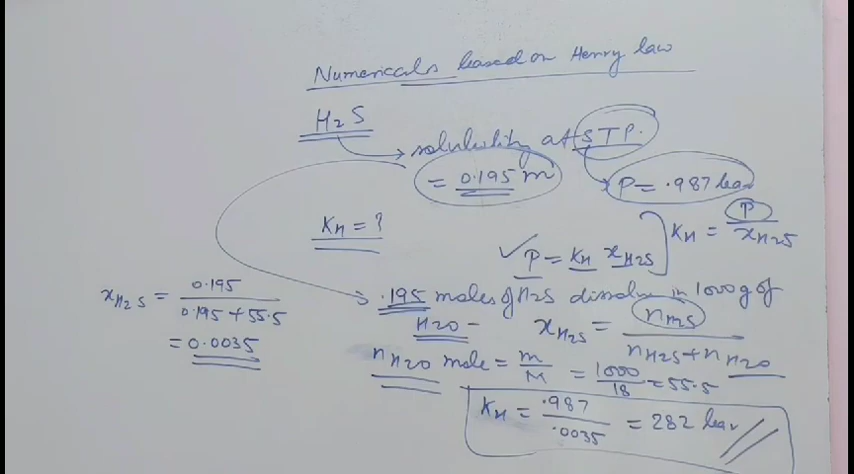 Numericals based on Henry law
H2S
solubility at STP.
= 0.195 m
P = .987 bar
KH = ?
P = KH xH2S
KH = P / xH2S
.195 moles of H2S dissolve in 1000g of
H2O -
xH2S = nH2S / nH2S + nH2O
nH2O mole = m/M = 1000/18 = 55.5
xH2S = 0.195 / 0.195 + 55.5
= 0.0035
KH = .987 / .0035 = 282 bar